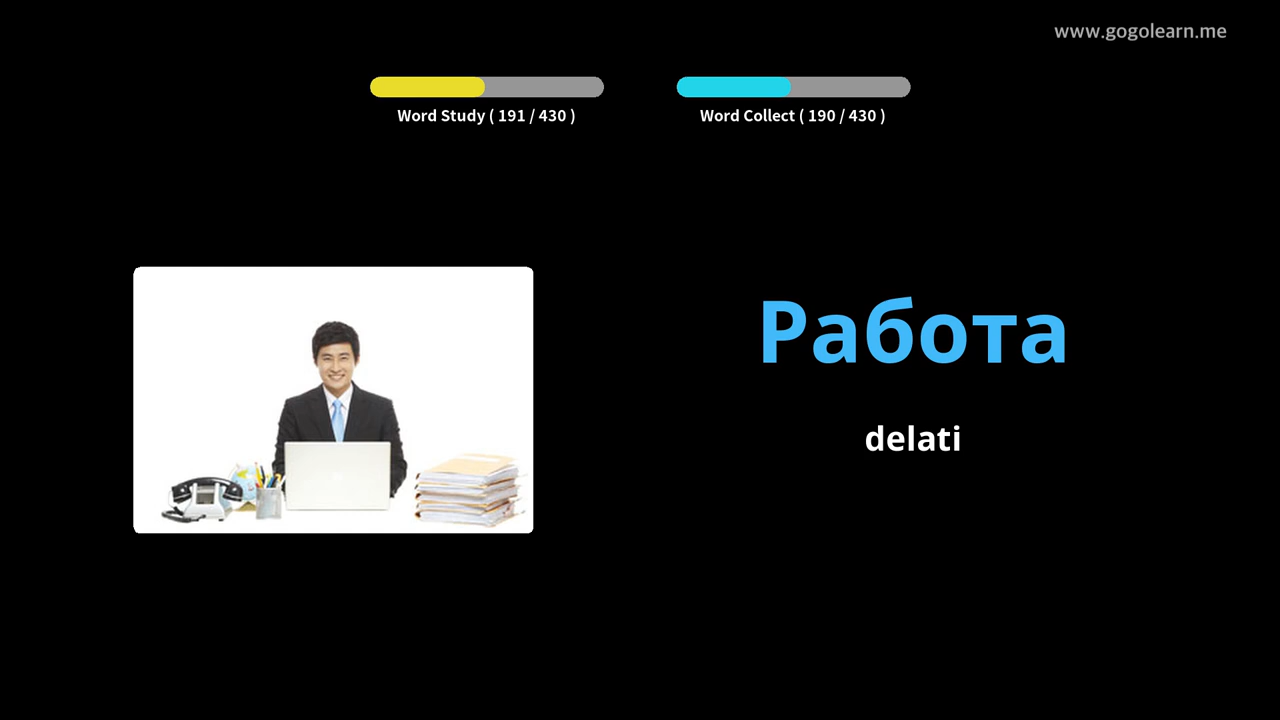 www.gogolearn.me
Word Study ( 191 / 430 )
Word Collect ( 190 / 430 )
Работа
delati